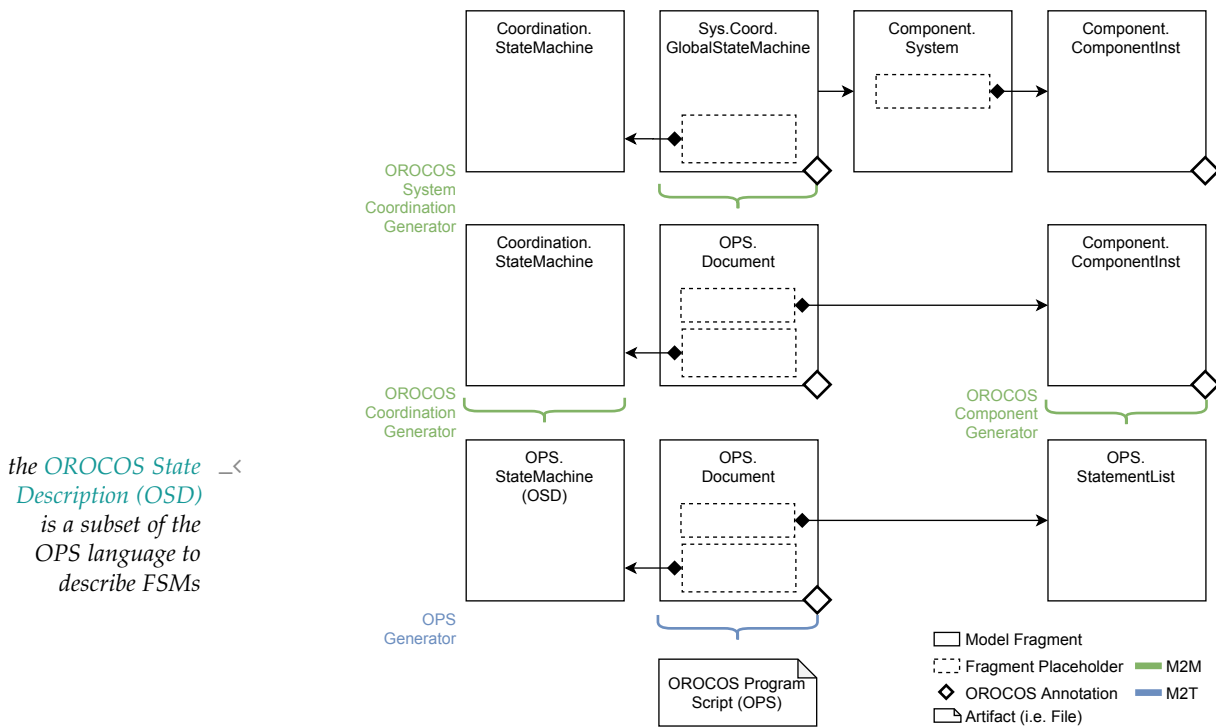 Coordination.
StateMachine
Sys.Coord.
GlobalStateMachine
Component.
System
Component.
ComponentInst
OROCOS
System
Coordination
Generator
Coordination.
StateMachine
OPS.
Document
Component.
ComponentInst
OROCOS
Coordination
Generator
OROCOS
Component
Generator
the OROCOS State
Description (OSD)
is a subset of the
OPS language to
describe FSMs
OPS.
StateMachine
(OSD)
OPS.
Document
OPS.
StatementList
OPS
Generator
OROCOS Program
Script (OPS)
Model Fragment
Fragment Placeholder
M2M
OROCOS Annotation
M2T
Artifact (i.e. File)